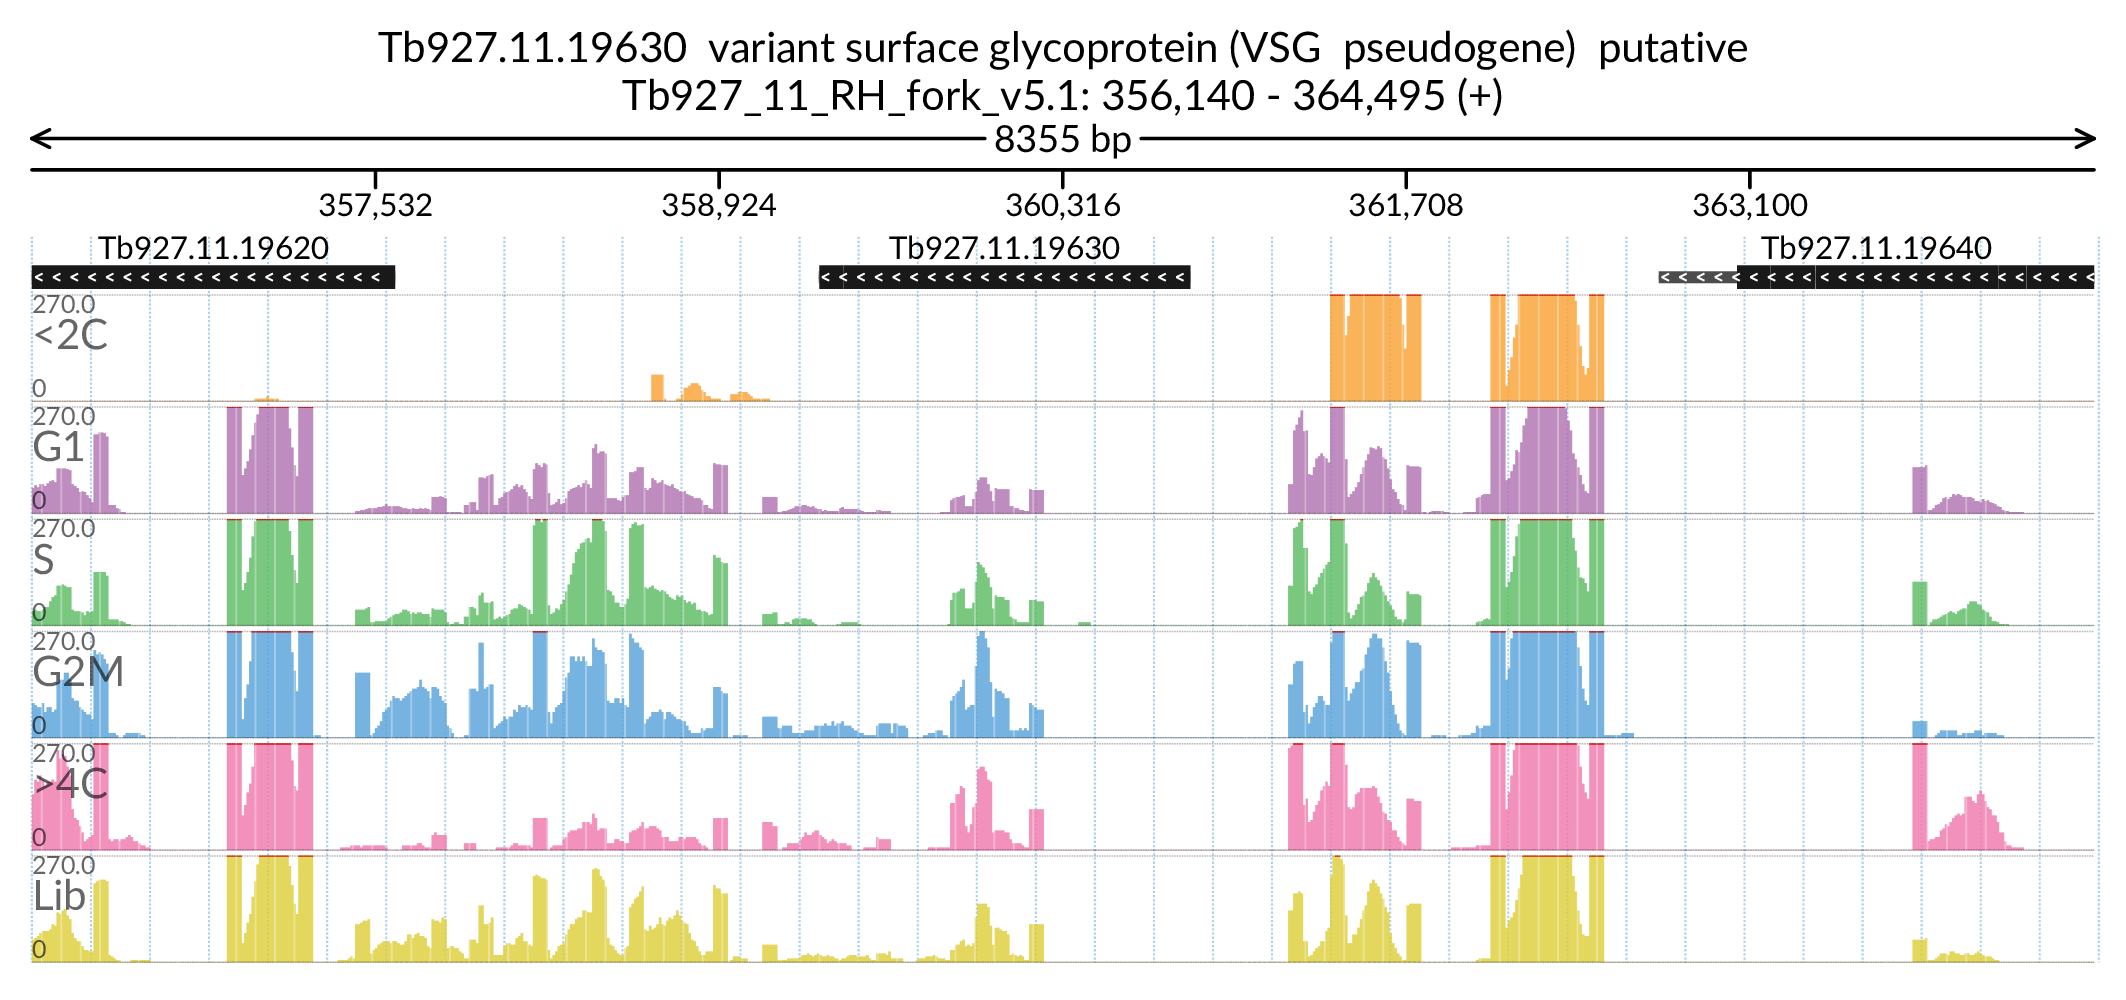 Tb927.11.19630  variant surface glycoprotein (VSG  pseudogene)  putative
Tb927_11_RH_fork_v5.1: 356,140 - 364,495 (+)
8355 bp
357,532 358,924 360,316 361,708 363,100
Tb927.11.19620 Tb927.11.19630 Tb927.11.19640
270.0
<2C
0
270.0
G1
0
270.0
S
0
270.0
G2M
0
270.0
>4C
0
270.0
Lib
0